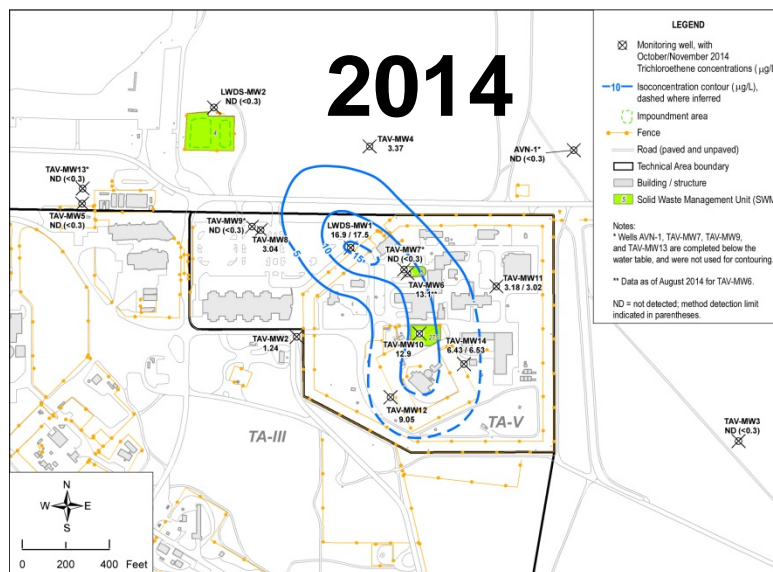 2014
LWDS-MW2
ND (<0.3)
4
TAV-MW4
3.37
AVN-1*
ND (<0.3)
TAV-MW13*
ND (<0.3)
TAV-MW5
ND (<0.3)
TAV-MW9*
ND (<0.3)
TAV-MW8
3.04
5
10
LWDS-MW1
16.9 / 17.5
15
TAV-MW7*
ND (<0.3)
TAV-MW6
13.1**
TAV-MW11
3.18 / 3.02
TAV-MW2
1.24
TAV-MW10
12.9
TAV-MW14
6.43 / 6.53
TAV-MW12
9.05
TAV-MW3
ND (<0.3)
TA-III
TA-V
N
W E
S
0 200 400 Feet
LEGEND
Monitoring well, with
October/November 2014
Trichloroethene concentrations (µg/L
10 Isoconcentration contour (µg/L),
dashed where inferred
Impoundment area
Fence
Road (paved and unpaved)
Technical Area boundary
Building / structure
5 Solid Waste Management Unit (SWM
Notes:
* Wells AVN-1, TAV-MW7, TAV-MW9,
and TAV-MW13 are completed below the
water table, and were not used for contouring.
** Data as of August 2014 for TAV-MW6.
ND = not detected; method detection limit
indicated in parentheses.